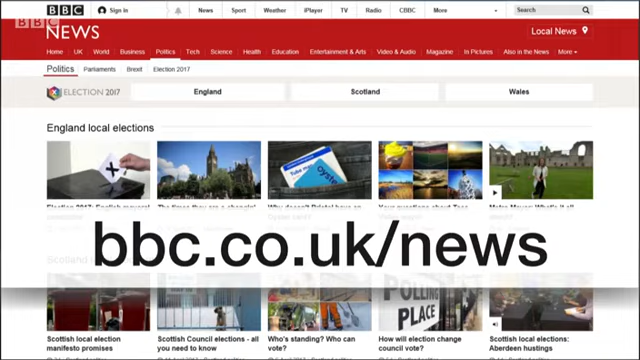 BBC Sign in News Sport Weather iPlayer TV Radio CBBC More Search
BBC
NEWS
Local News
Home UK World Business Politics Tech Science Health Education Entertainment & Arts Video & Audio Magazine In Pictures Also in the News More
Politics Parliaments Brexit Election 2017
ELECTION 2017 England Scotland Wales
England local elections
Oyster
bbc.co.uk/news
POLLING
PLACE
Scottish local election manifesto promises
Scottish Council elections - all you need to know
Who's standing? Who can vote?
How will election change council vote?
Scottish local elections: Aberdeen hustings